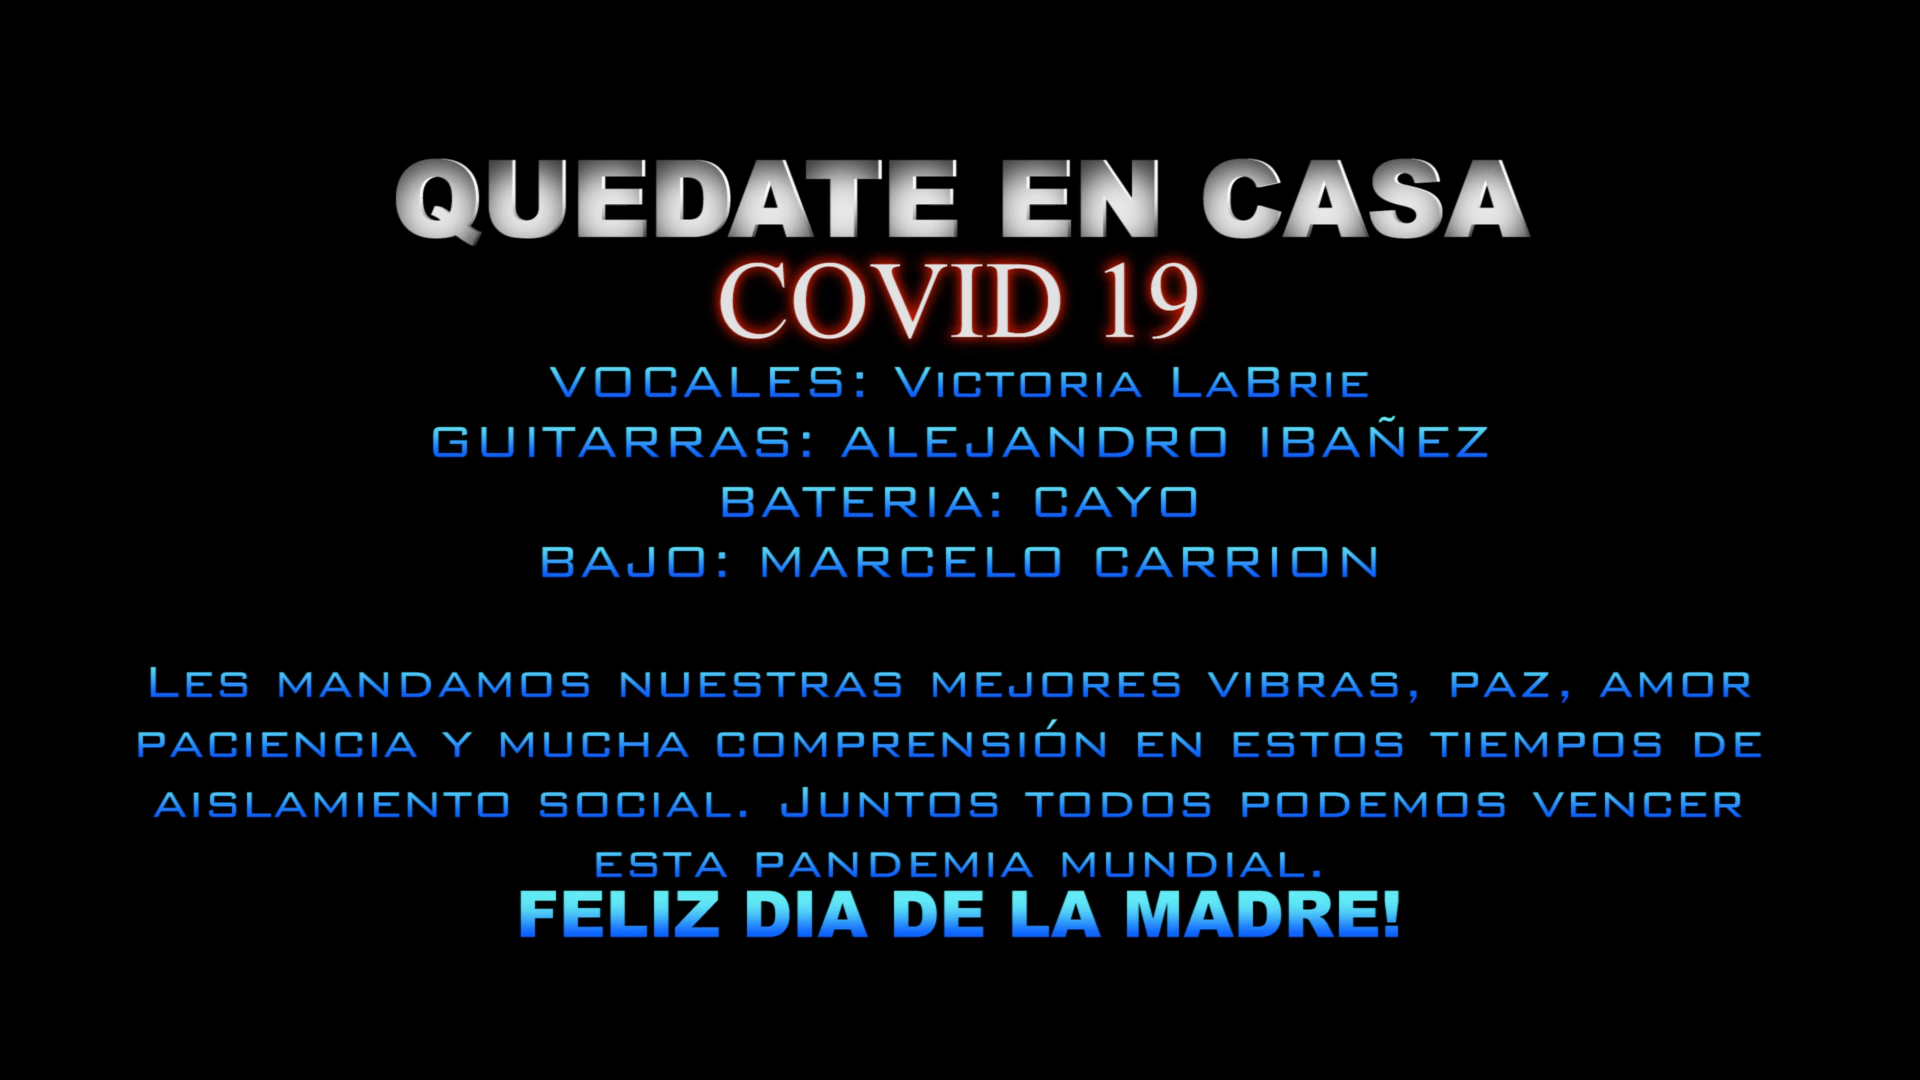 QUEDATE EN CASA
COVID 19
VOCALES: Victoria LaBrie
GUITARRAS: ALEJANDRO IBAÑEZ
BATERIA: CAYO
BAJO: MARCELO CARRION
Les mandamos nuestras mejores vibras, paz, amor
paciencia y mucha comprensión en estos tiempos de
aislamiento social. Juntos todos podemos vencer
esta pandemia mundial.
FELIZ DIA DE LA MADRE!